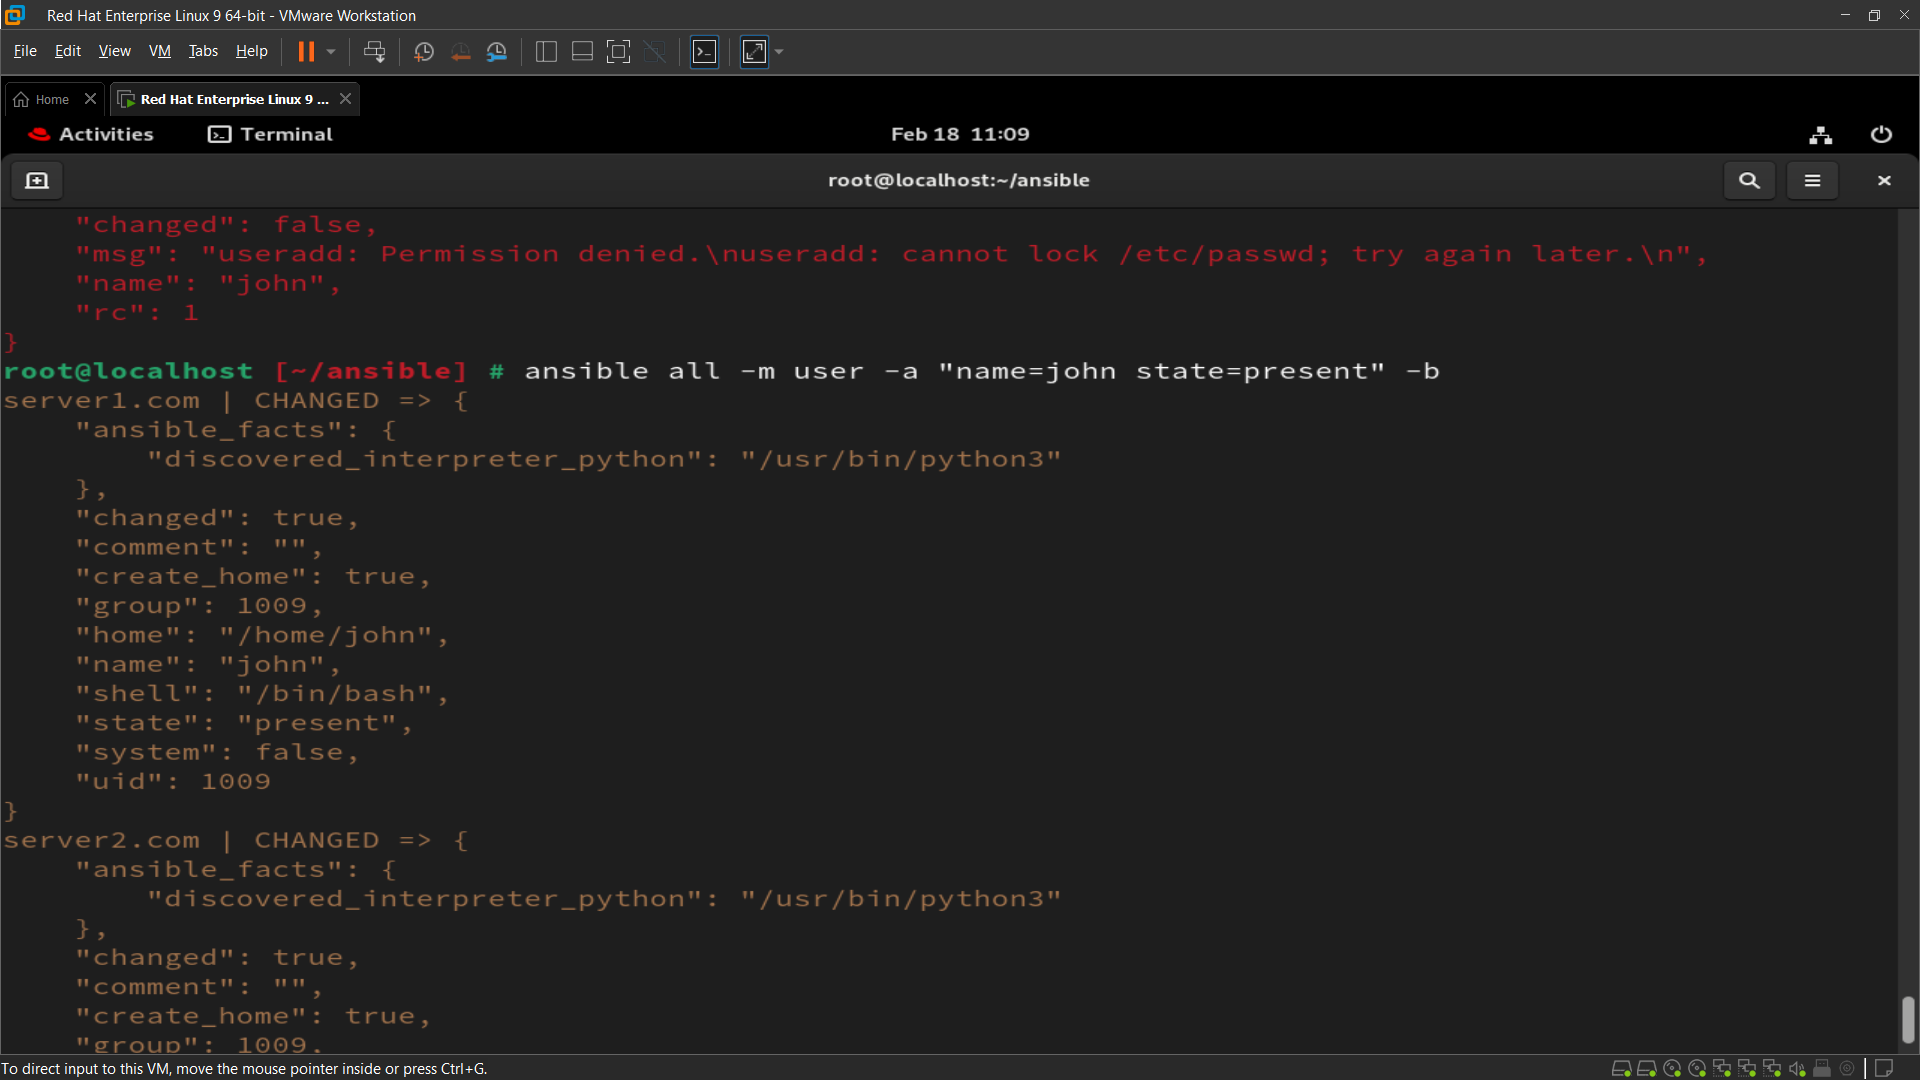 Red Hat Enterprise Linux 9 64-bit - VMware Workstation
File Edit View VM Tabs Help
Home Red Hat Enterprise Linux 9 ...
Activities Terminal Feb 18 11:09
root@localhost:~/ansible
"changed": false,
"msg": "useradd: Permission denied.\nuseradd: cannot lock /etc/passwd; try again later.\n",
"name": "john",
"rc": 1
}
root@localhost [~/ansible] # ansible all -m user -a "name=john state=present" -b
server1.com | CHANGED => {
"ansible_facts": {
"discovered_interpreter_python": "/usr/bin/python3"
},
"changed": true,
"comment": "",
"create_home": true,
"group": 1009,
"home": "/home/john",
"name": "john",
"shell": "/bin/bash",
"state": "present",
"system": false,
"uid": 1009
}
server2.com | CHANGED => {
"ansible_facts": {
"discovered_interpreter_python": "/usr/bin/python3"
},
"changed": true,
"comment": "",
"create_home": true,
"group": 1009,
To direct input to this VM, move the mouse pointer inside or press Ctrl+G.